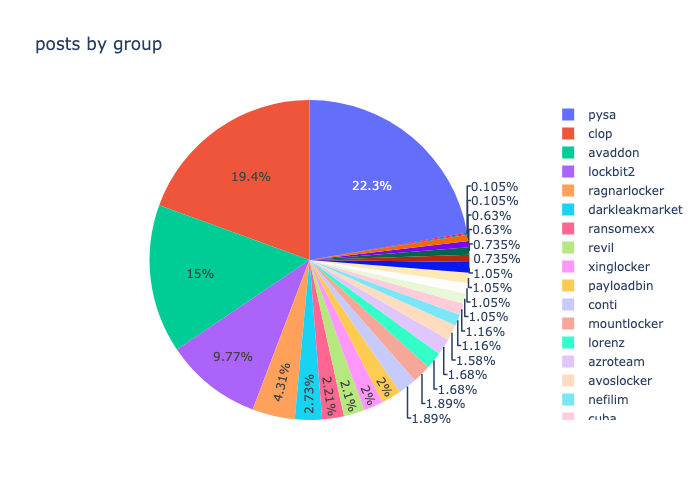 posts by group
22.3%
19.4%
15%
9.77%
4.31%
2.73%
2.21%
2.1%
2%
2%
0.105%
0.105%
0.63%
0.63%
0.735%
0.735%
1.05%
1.05%
1.05%
1.05%
1.16%
1.16%
1.58%
1.68%
1.68%
1.89%
1.89%
pysa
clop
avaddon
lockbit2
ragnarlocker
darkleakmarket
ransomexx
revil
xinglocker
payloadbin
conti
mountlocker
lorenz
azroteam
avoslocker
nefilim
cuba